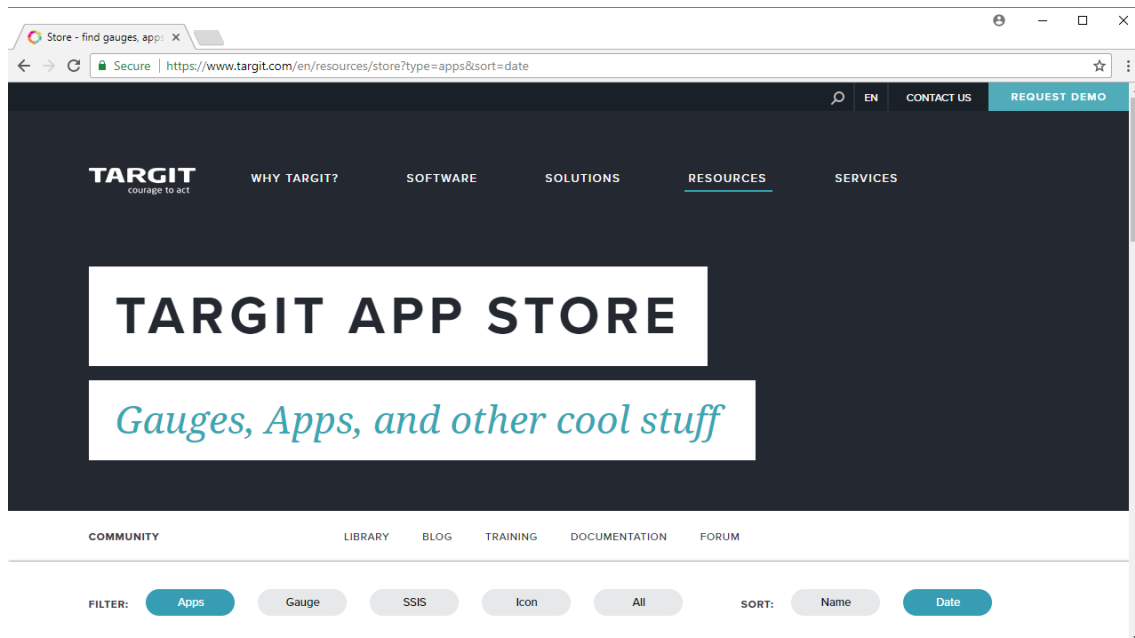 Store - find gauges, apps
Secure | https://www.targit.com/en/resources/store?type=apps&sort=date
EN CONTACT US REQUEST DEMO
TARGIT
courage to act
WHY TARGIT? SOFTWARE SOLUTIONS RESOURCES SERVICES
TARGIT APP STORE
Gauges, Apps, and other cool stuff
COMMUNITY LIBRARY BLOG TRAINING DOCUMENTATION FORUM
FILTER: Apps Gauge SSIS Icon All SORT: Name Date